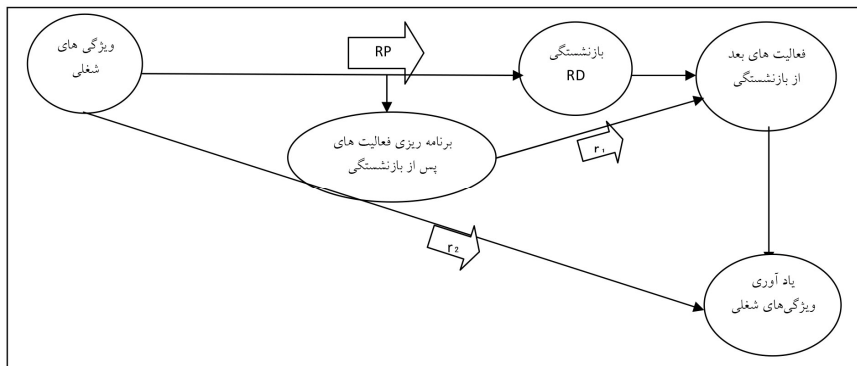 ویژگی های
شغلی
RP
بازنشستگی
RD
فعالیت های بعد
از بازنشستگی
برنامه ریزی فعالیت های
پس از بازنشستگی
r₁
r₂
یاد آوری
ویژگی‌های شغلی